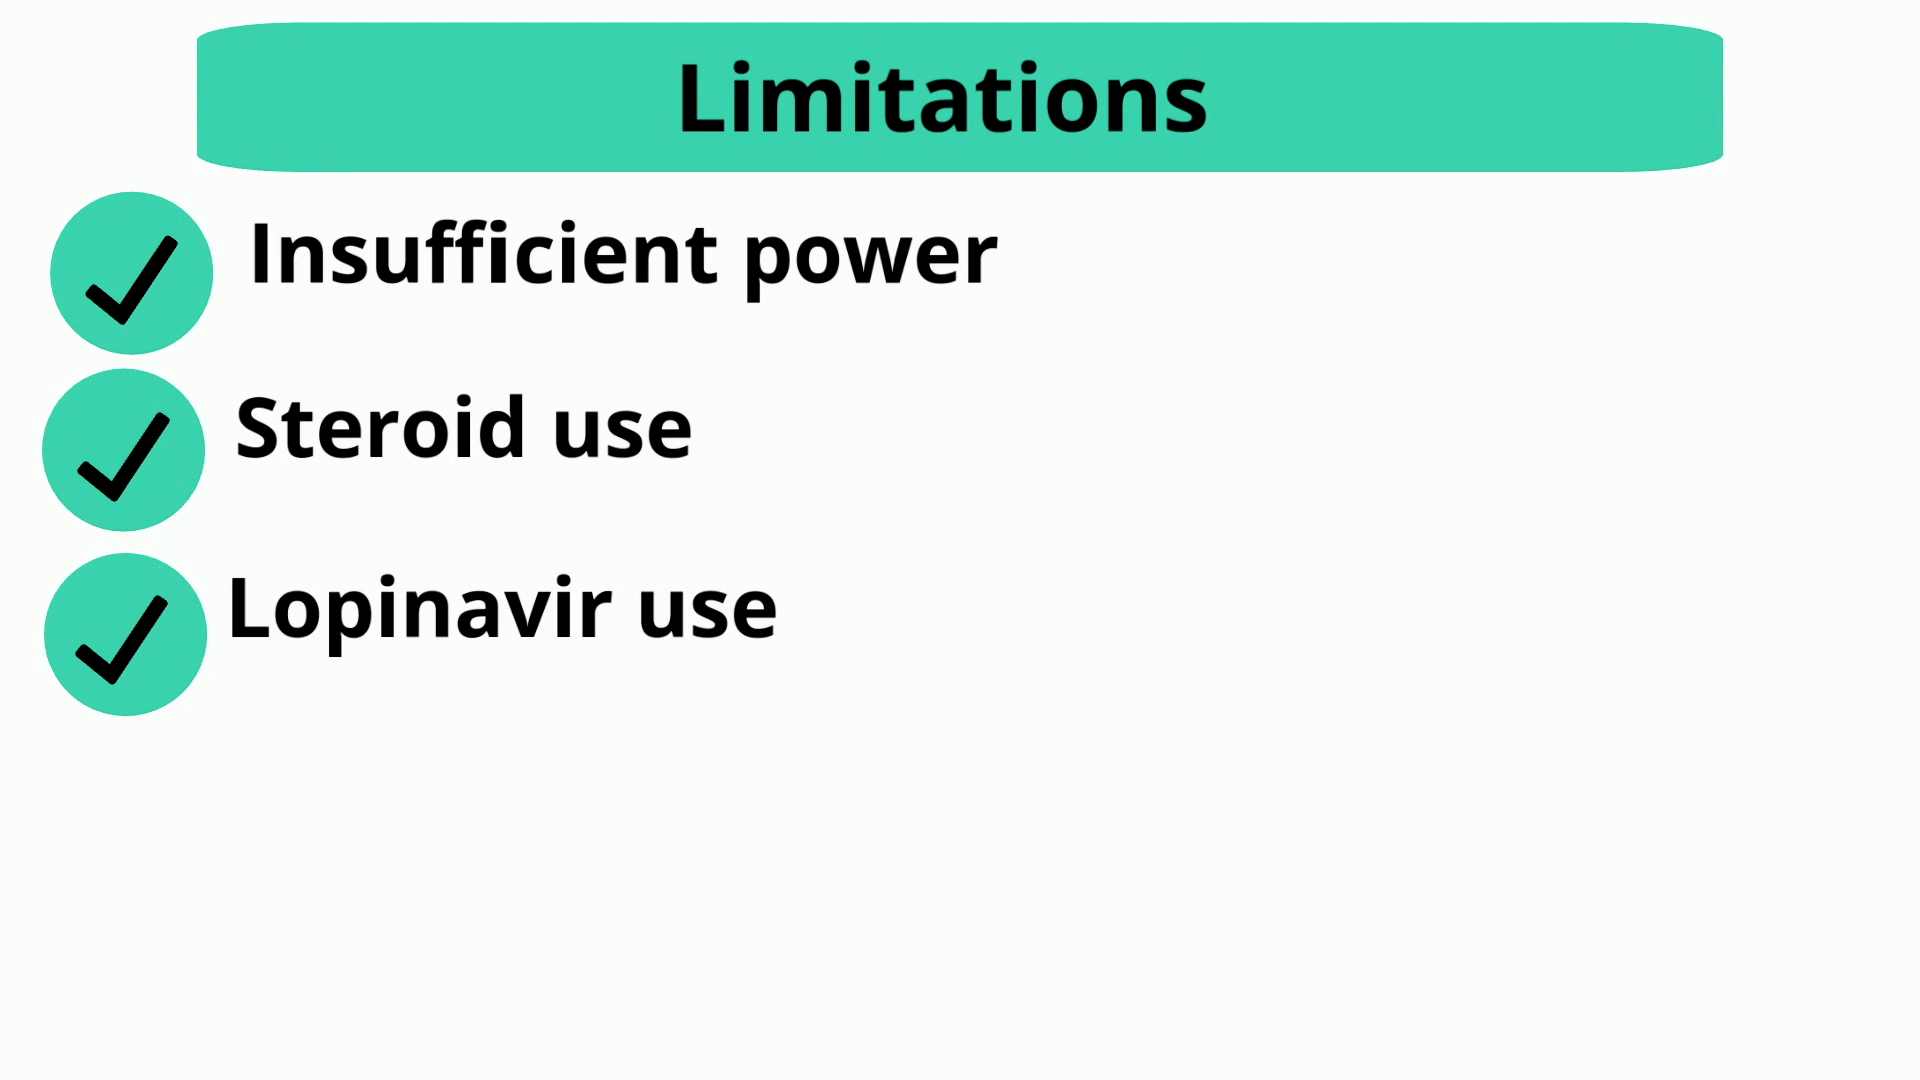 Limitations
Insufficient power
Steroid use
Lopinavir use